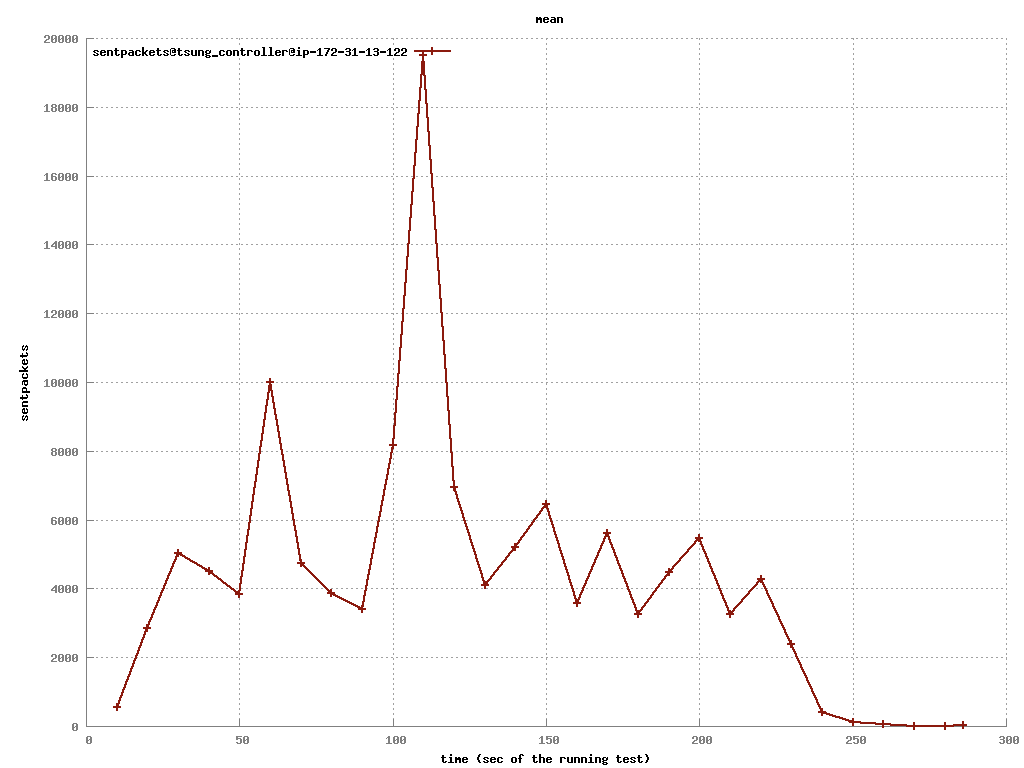 mean
20000
sentpackets@tsung_controller@ip-172-31-13-122
18000
16000
14000
12000
10000
8000
6000
4000
2000
0
sentpackets
0 50 100 150 200 250 300
time (sec of the running test)